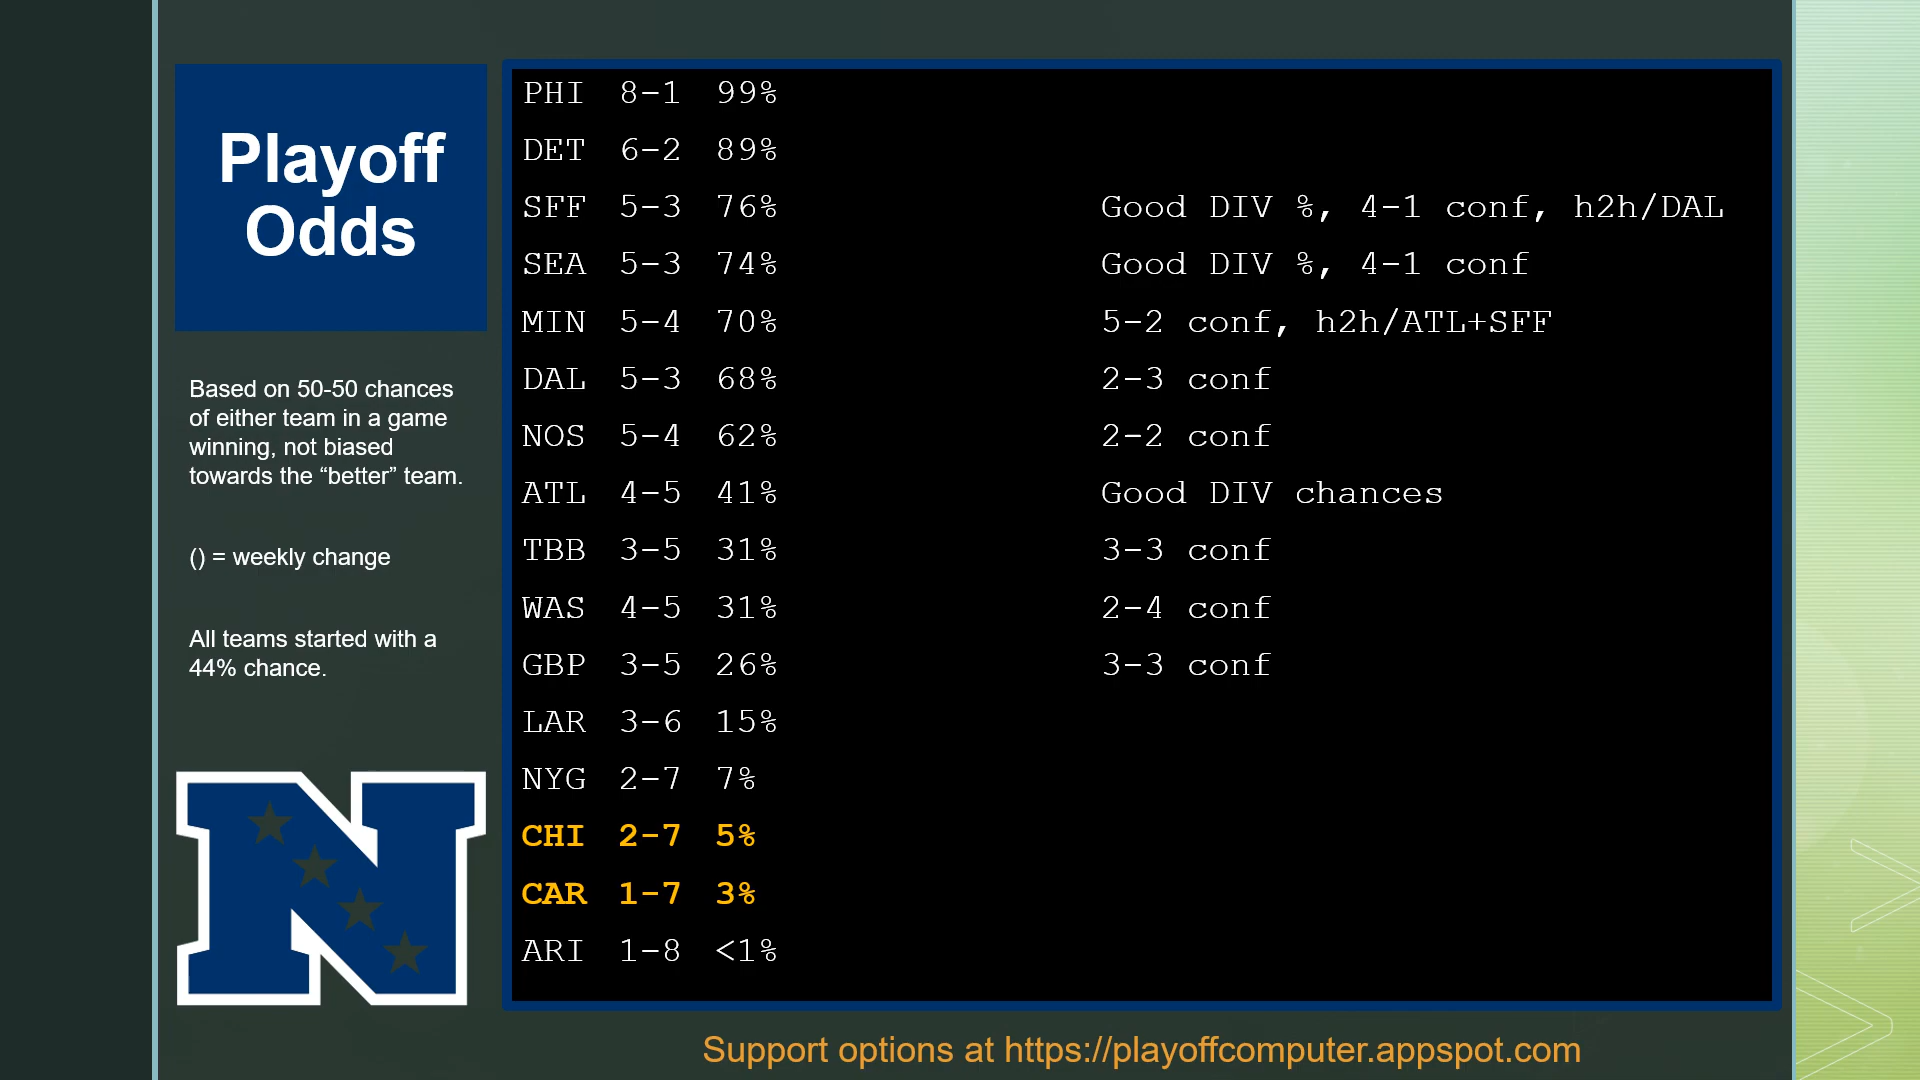 Playoff
Odds
Based on 50-50 chances
of either team in a game
winning, not biased
towards the “better” team.
() = weekly change
All teams started with a
44% chance.
PHI 8-1 99%
DET 6-2 89%
SFF 5-3 76% Good DIV %, 4-1 conf, h2h/DAL
SEA 5-3 74% Good DIV %, 4-1 conf
MIN 5-4 70% 5-2 conf, h2h/ATL+SFF
DAL 5-3 68% 2-3 conf
NOS 5-4 62% 2-2 conf
ATL 4-5 41% Good DIV chances
TBB 3-5 31% 3-3 conf
WAS 4-5 31% 2-4 conf
GBP 3-5 26% 3-3 conf
LAR 3-6 15%
NYG 2-7 7%
CHI 2-7 5%
CAR 1-7 3%
ARI 1-8 <1%
N
Support options at https://playoffcomputer.appspot.com